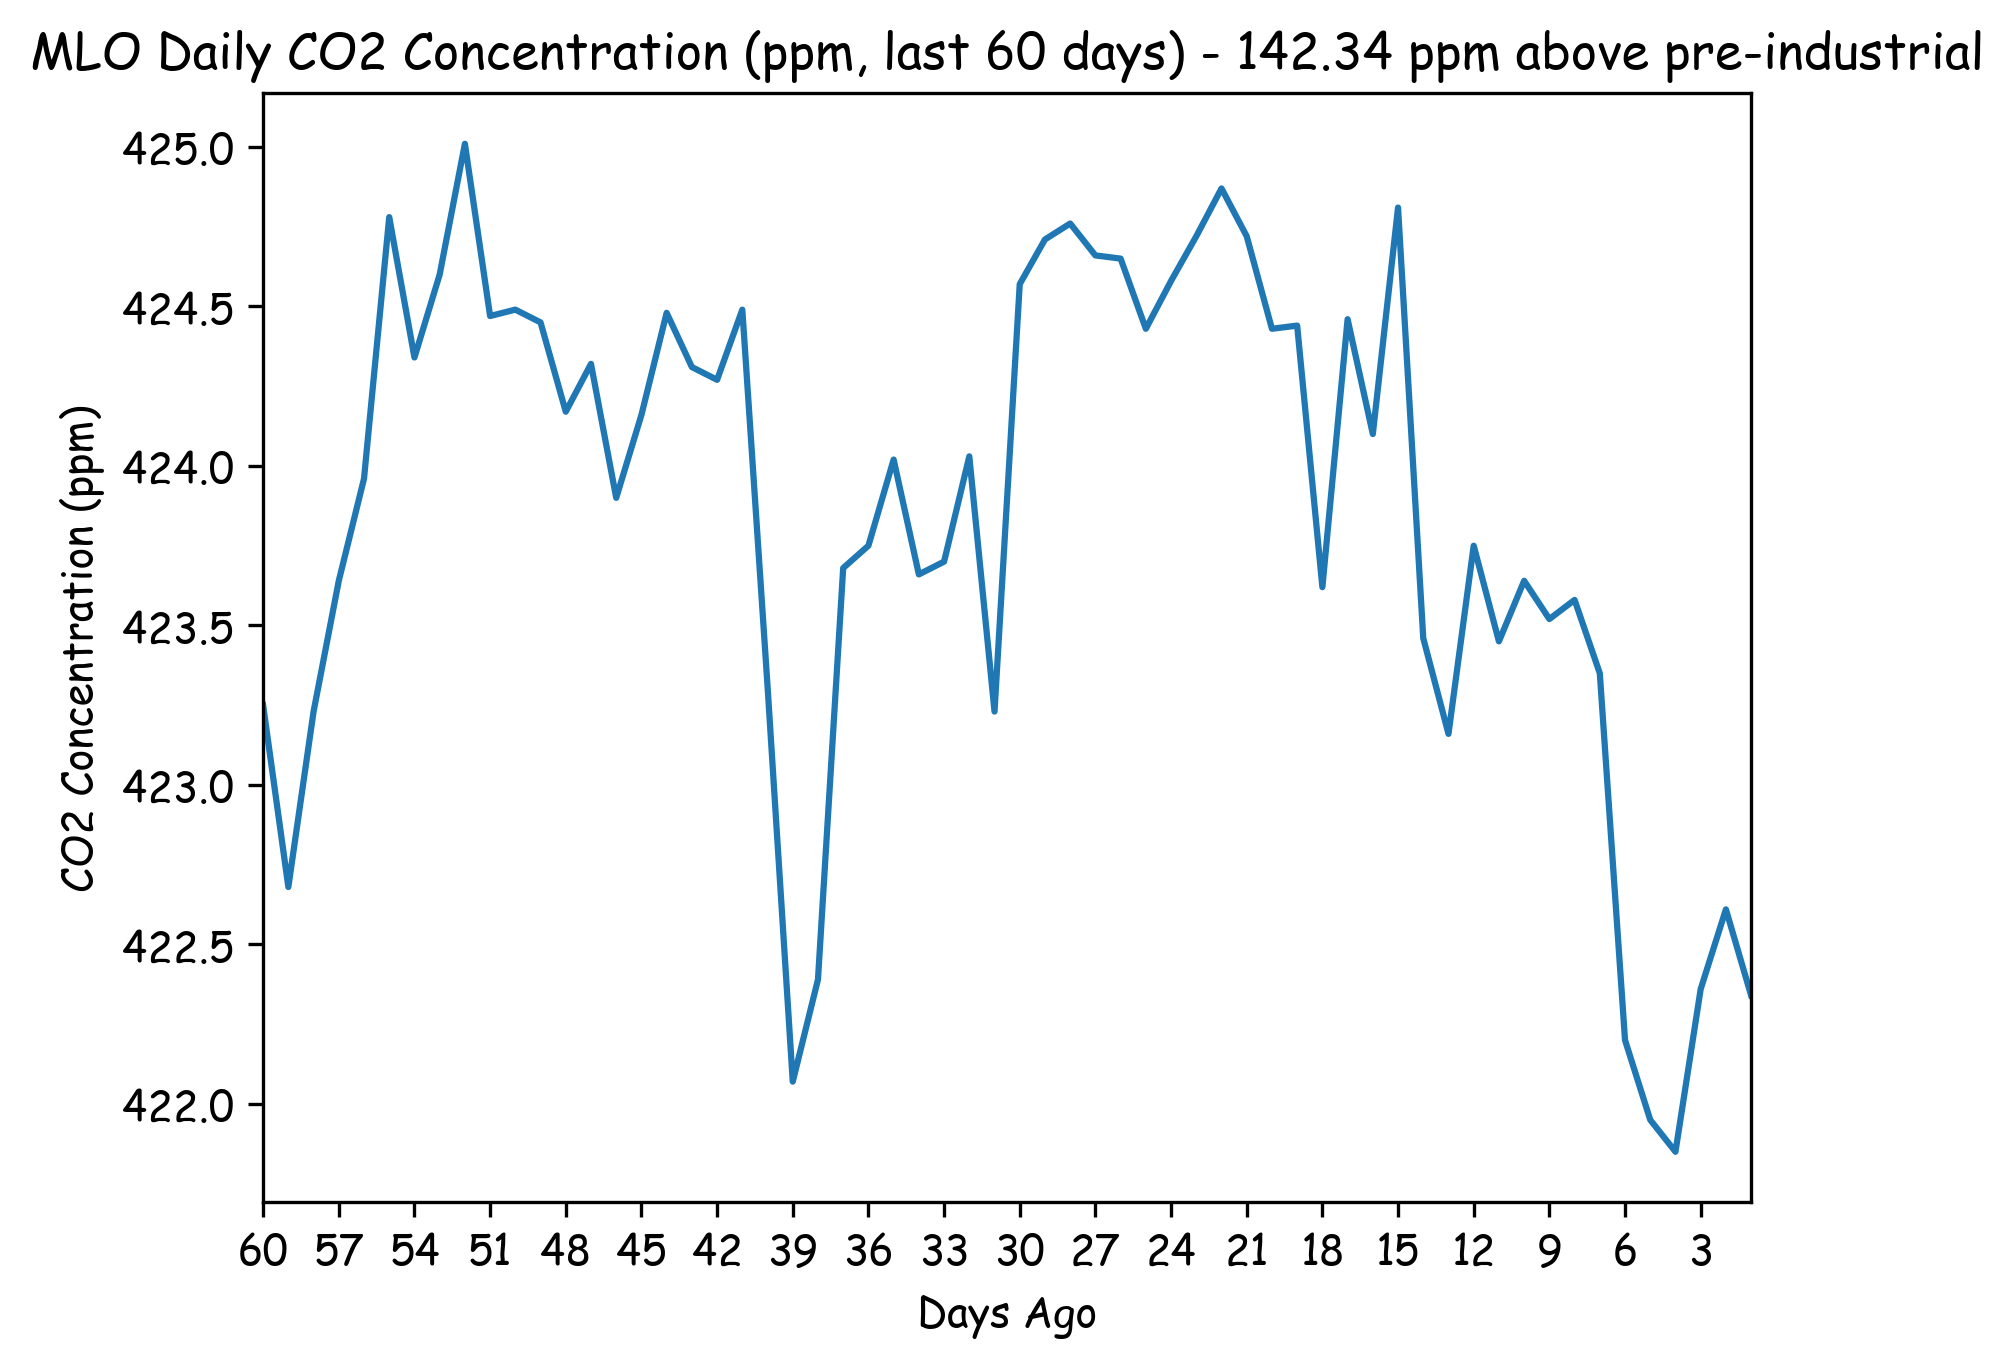 MLO Daily CO2 Concentration (ppm, last 60 days) - 142.34 ppm above pre-industrial
CO2 Concentration (ppm)
425.0
424.5
424.0
423.5
423.0
422.5
422.0
60 57 54 51 48 45 42 39 36 33 30 27 24 21 18 15 12 9 6 3
Days Ago